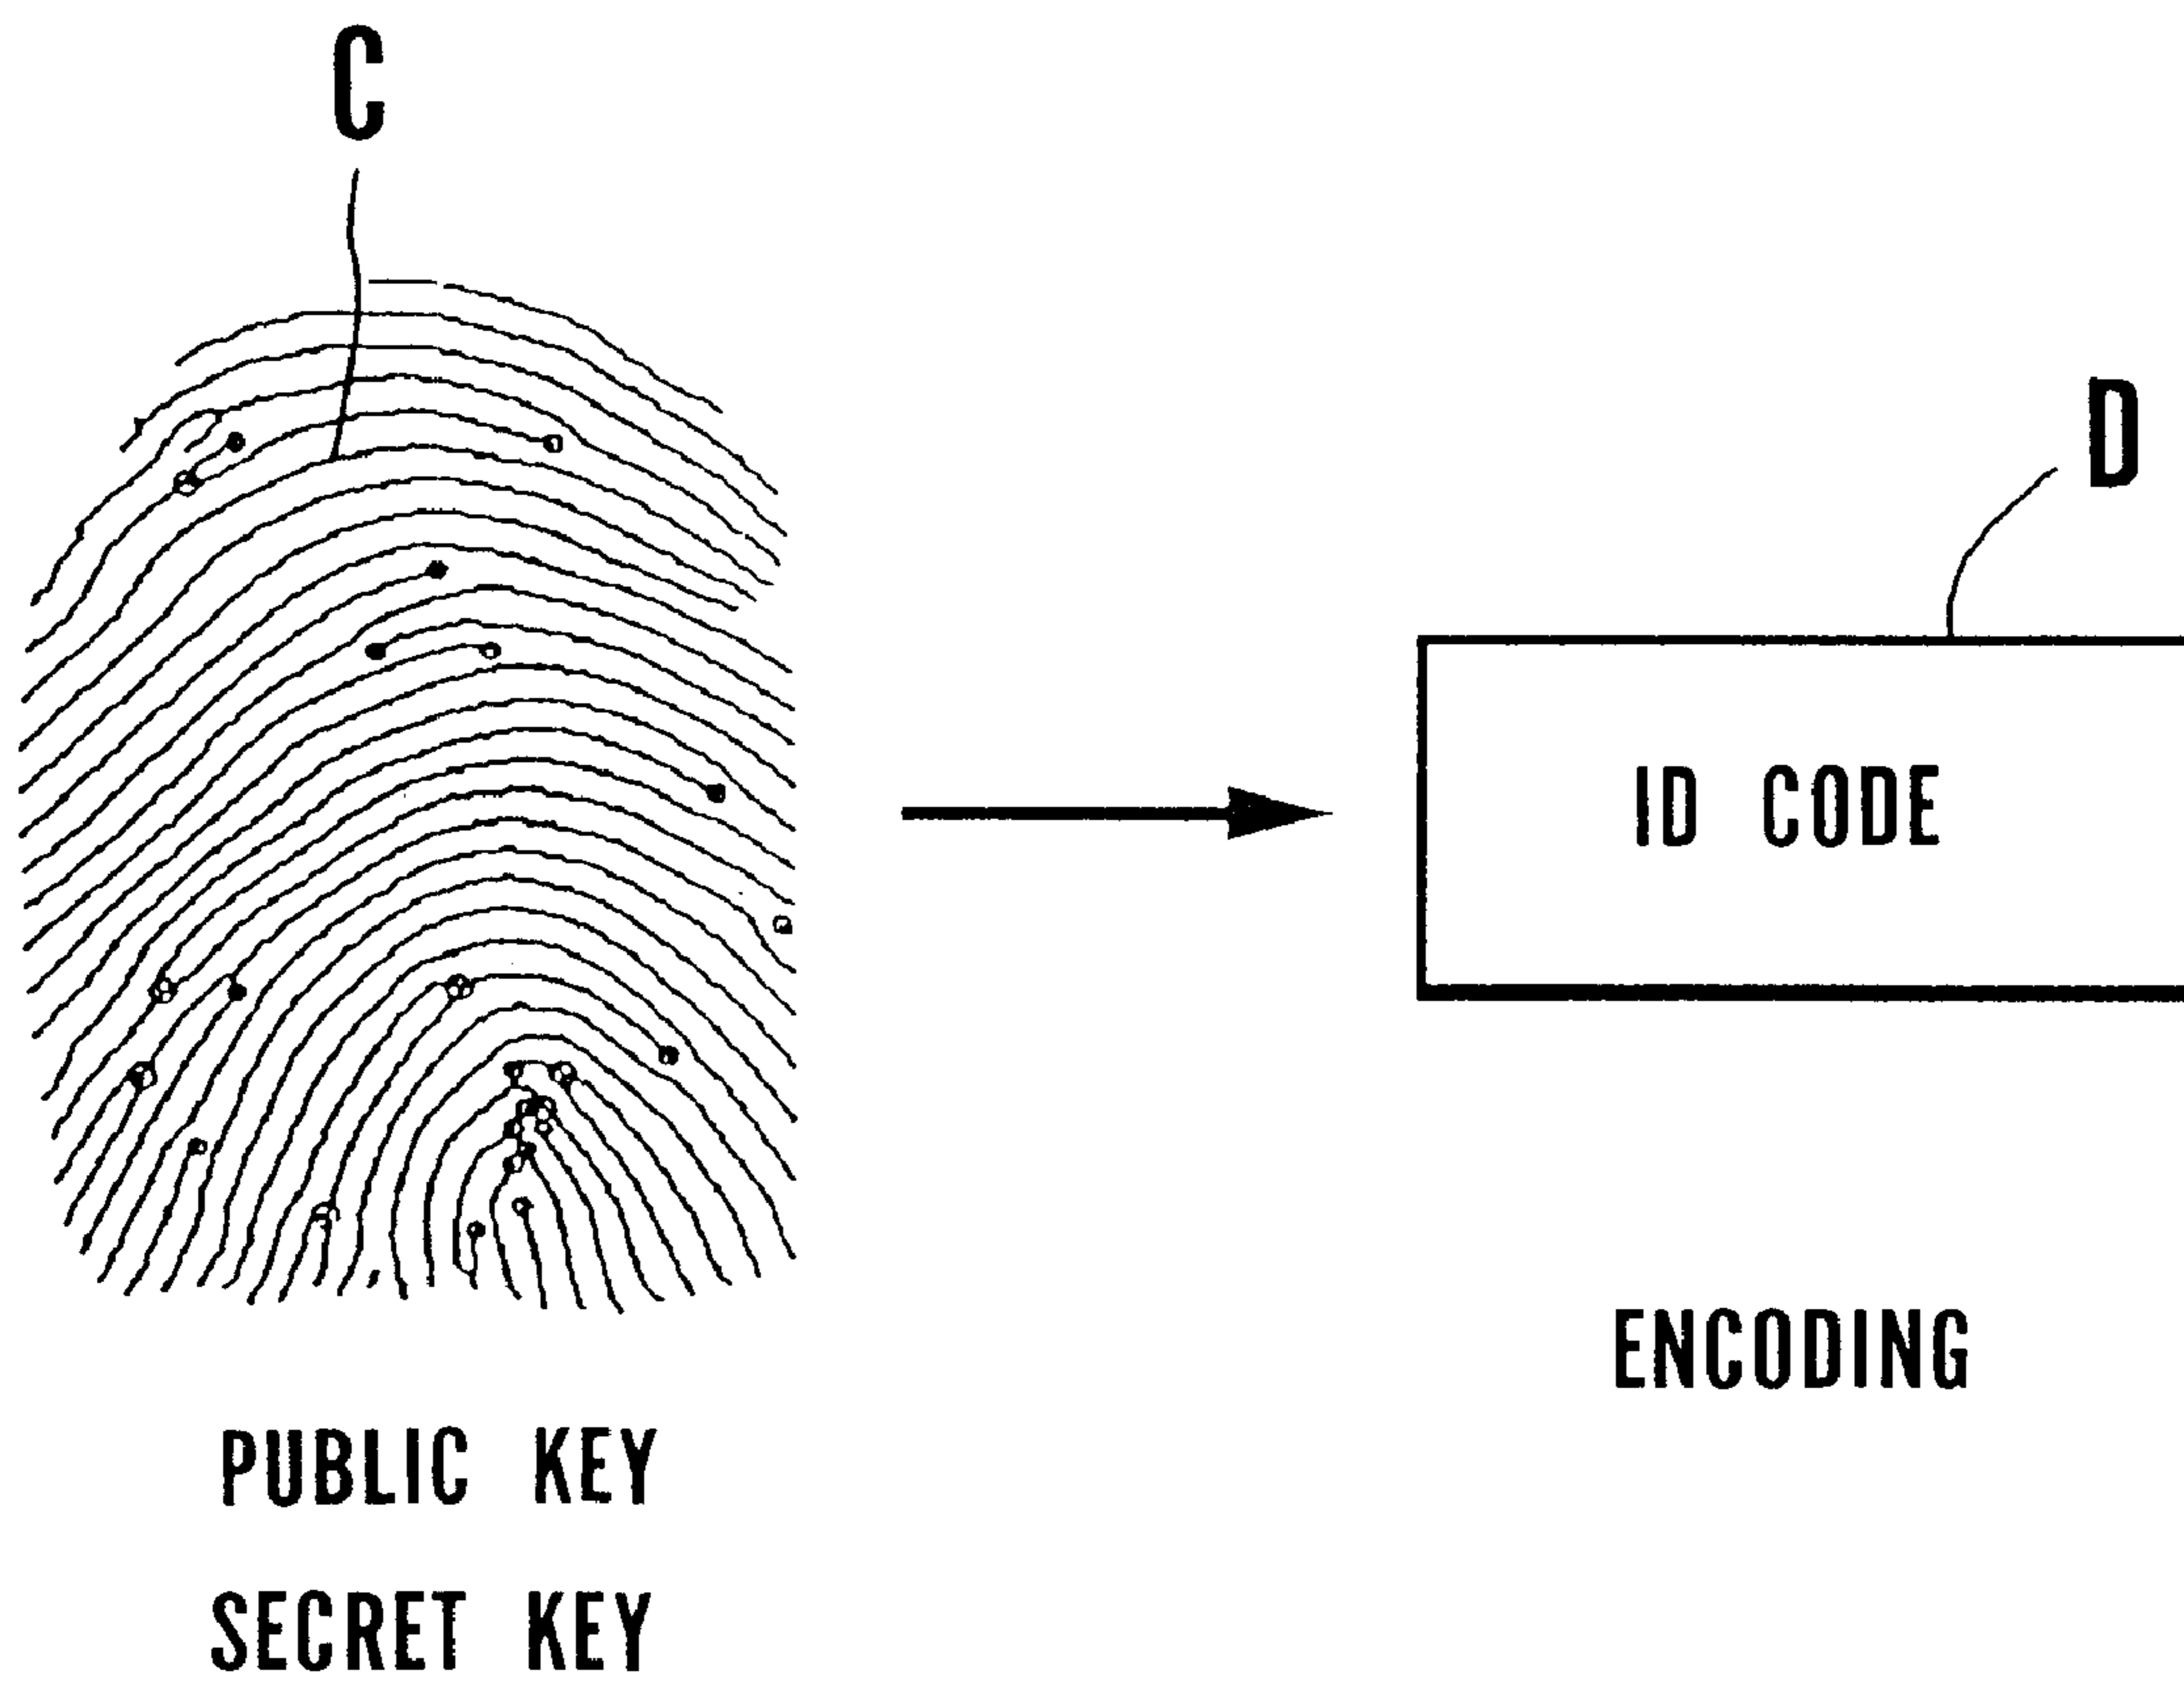 C
D
ID CODE
ENCODING
PUBLIC KEY
SECRET KEY